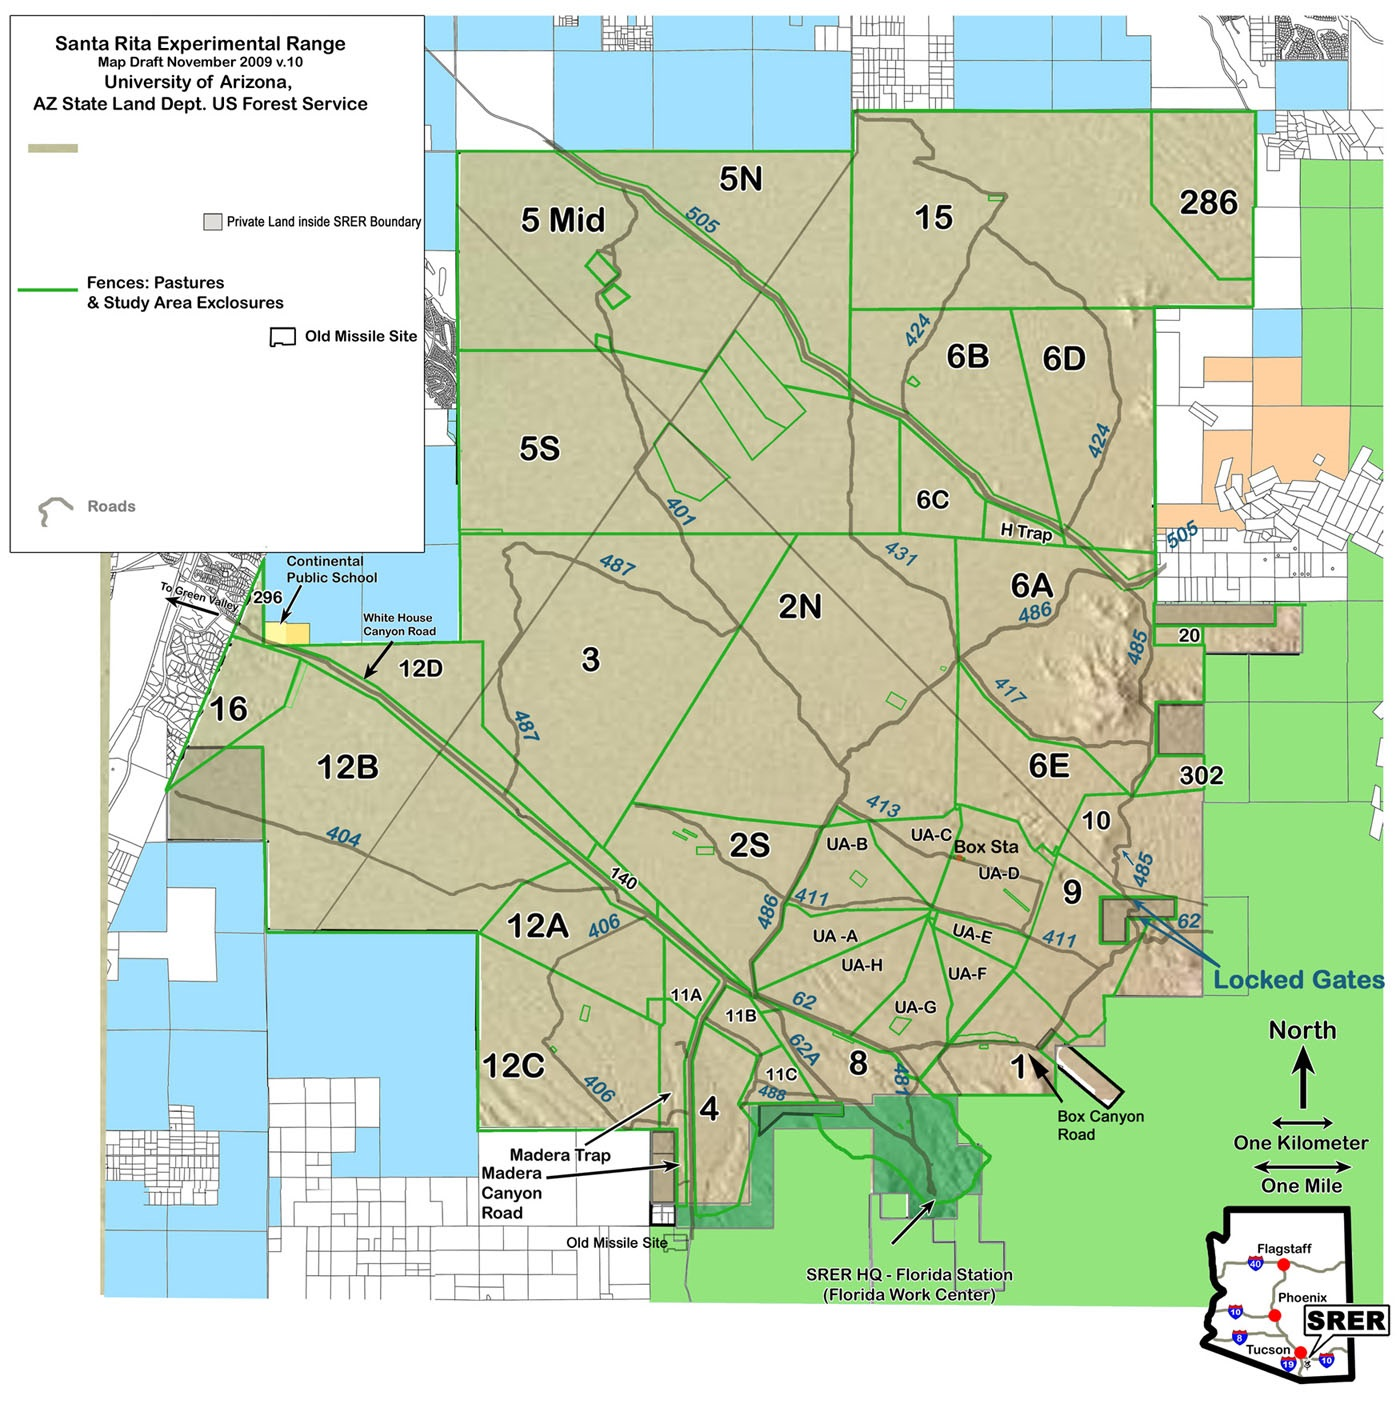 Santa Rita Experimental Range
Map Draft November 2009 v.10
University of Arizona,
AZ State Land Dept. US Forest Service
Private Land inside SRER Boundary
Fences: Pastures
& Study Area Exclosures
Old Missile Site
Roads
5N
5 Mid
505
15
286
424
6B
6D
424
5S
6C
401
H Trap
505
431
Continental
Public School
To Green Valley
296
487
6A
486
2N
White House
Canyon Road
20
485
12D
3
417
16
487
12B
6E
302
413
10
404
UA-B
UA-C
2S
Box Sta
UA-D
485
140
9
486
411
62
12A
406
UA -A
UA-E
411
UA-H
UA-F
Locked Gates
11A
62
UA-G
11B
North
62A
8
12C
11C
481
1
406
488
4
Box Canyon
Road
One Kilometer
Madera Trap
One Mile
Madera
Canyon
Road
Old Missile Site
SRER HQ - Florida Station
(Florida Work Center)
Flagstaff
40
Phoenix
10
SRER
8
Tucson
19
10